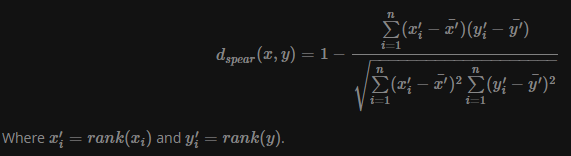 $d_{spear}(x, y) = 1 - \frac{\sum_{i=1}^{n}(x'_i - \bar{x'})(y'_i - \bar{y'})}{\sqrt{\sum_{i=1}^{n}(x'_i - \bar{x'})^2 \sum_{i=1}^{n}(y'_i - \bar{y'})^2}}$
Where $x'_i = rank(x_i)$ and $y'_i = rank(y)$.